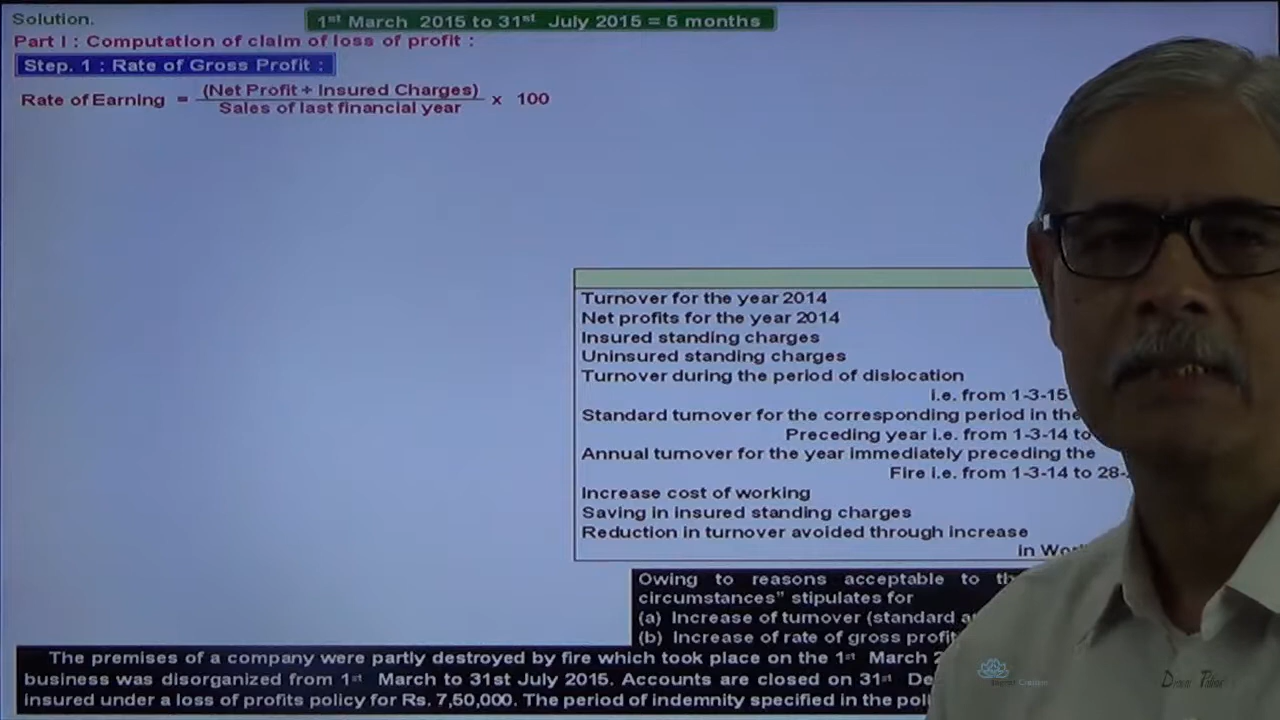 Solution.
1st March 2015 to 31st July 2015 = 5 months
Part I : Computation of claim of loss of profit :
Step. 1 : Rate of Gross Profit :
Rate of Earning = (Net Profit + Insured Charges) / Sales of last financial year x 100
Turnover for the year 2014
Net profits for the year 2014
Insured standing charges
Uninsured standing charges
Turnover during the period of dislocation
i.e. from 1-3-15
Standard turnover for the corresponding period in the
Preceding year i.e. from 1-3-14 to
Annual turnover for the year immediately preceding the
Fire i.e. from 1-3-14 to 28-
Increase cost of working
Saving in insured standing charges
Reduction in turnover avoided through increase
in
Owing to reasons acceptable to
circumstances” stipulates for
(a) Increase of turnover (standard
(b) Increase of rate of gross profit
The premises of a company were partly destroyed by fire which took place on the 1st March
business was disorganized from 1st March to 31st July 2015. Accounts are closed on 31st
insured under a loss of profits policy for Rs. 7,50,000. The period of indemnity specified in the